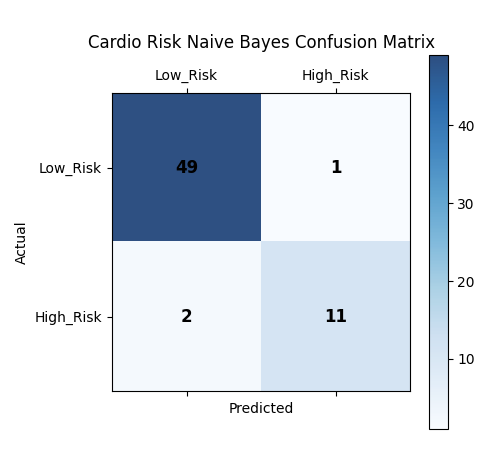 Cardio Risk Naive Bayes Confusion Matrix
Low_Risk High_Risk
Low_Risk 49 1
High_Risk 2 11
Actual
Predicted
40
30
20
10